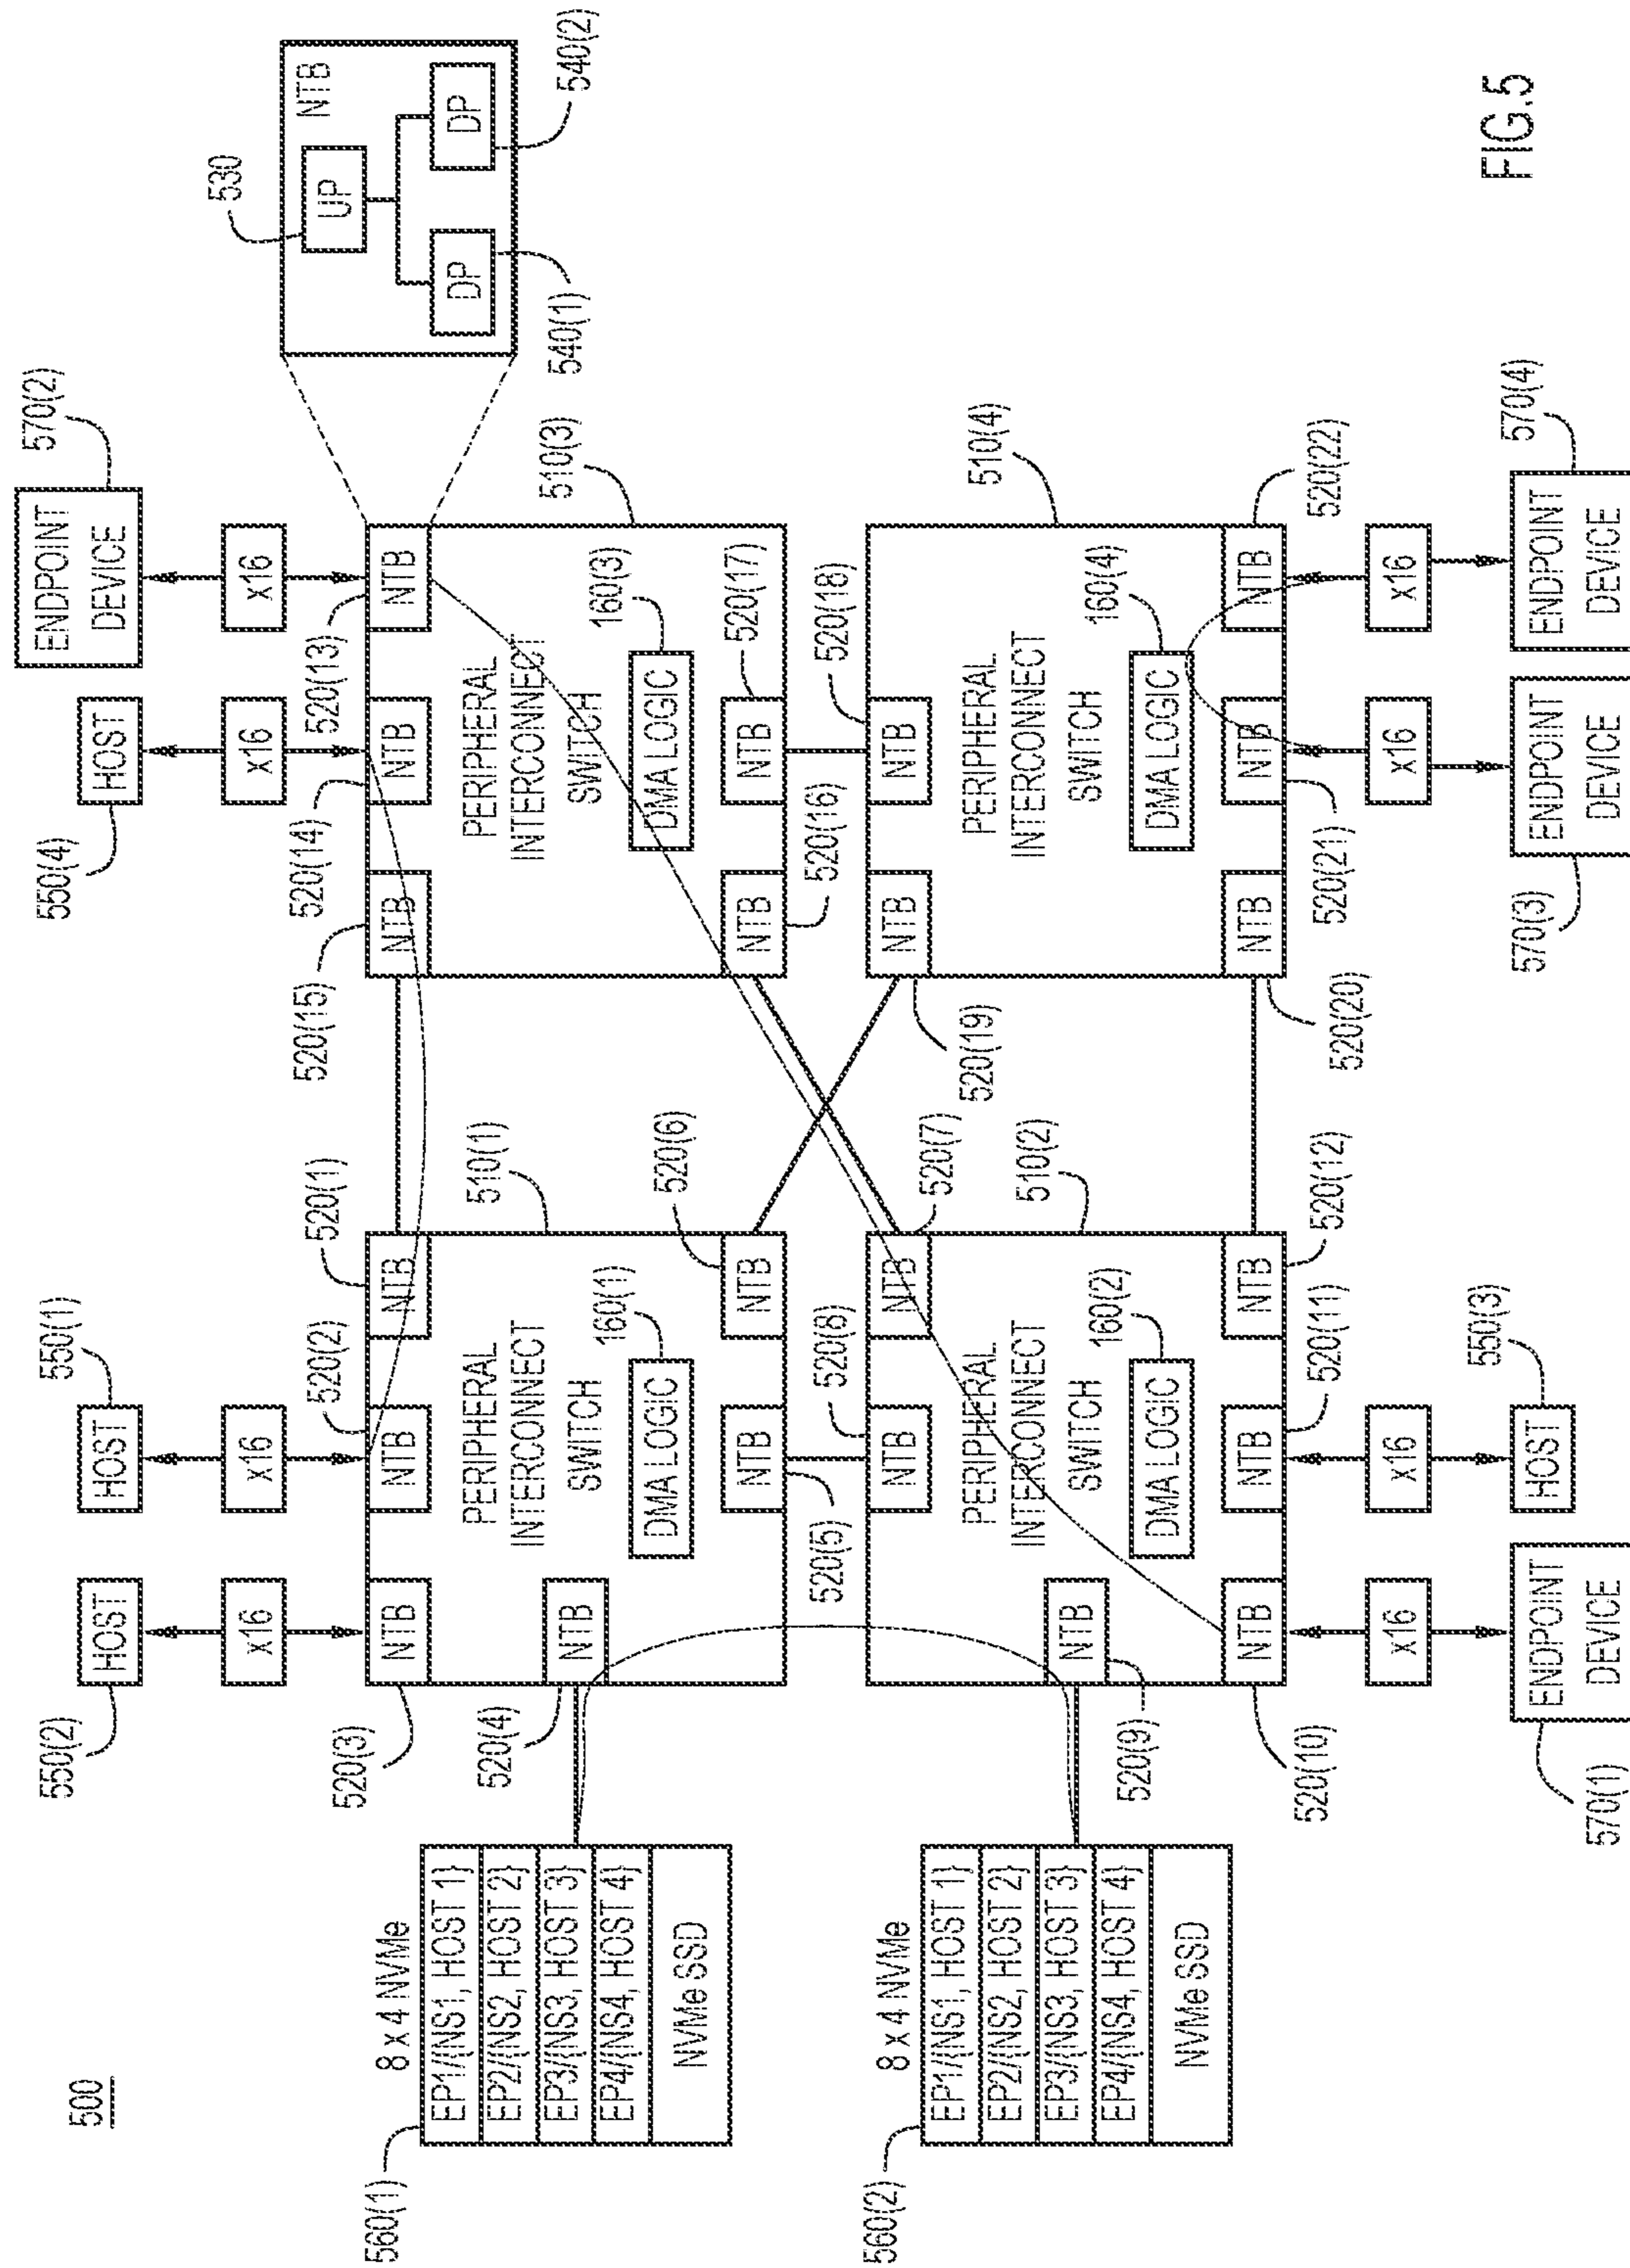 500
560(1)
8 x 4 NVMe
EP1/{NS1, HOST 1}
EP2/{NS2, HOST 2}
EP3/{NS3, HOST 3}
EP4/{NS4, HOST 4}
NVMe SSD
560(2)
8 x 4 NVMe
EP1/{NS1, HOST 1}
EP2/{NS2, HOST 2}
EP3/{NS3, HOST 3}
EP4/{NS4, HOST 4}
NVMe SSD
550(2)
HOST
x16
550(1)
HOST
x16
520(3)
NTB
520(2)
NTB
520(1)
NTB
510(1)
PERIPHERAL
INTERCONNECT
SWITCH
520(4)
NTB
160(1)
DMA LOGIC
520(5)
NTB
520(6)
NTB
520(8)
NTB
520(7)
NTB
510(2)
PERIPHERAL
INTERCONNECT
SWITCH
520(9)
NTB
160(2)
DMA LOGIC
520(10)
NTB
520(11)
NTB
520(12)
NTB
x16
ENDPOINT
DEVICE
570(1)
x16
HOST
550(3)
550(4)
HOST
x16
570(2)
ENDPOINT
DEVICE
x16
520(15)
NTB
520(14)
NTB
520(13)
NTB
510(3)
PERIPHERAL
INTERCONNECT
SWITCH
160(3)
DMA LOGIC
520(16)
NTB
520(17)
NTB
530
NTB
UP
DP
DP
540(1)
540(2)
520(19)
NTB
520(18)
NTB
510(4)
PERIPHERAL
INTERCONNECT
SWITCH
160(4)
DMA LOGIC
520(20)
NTB
520(21)
NTB
520(22)
NTB
x16
ENDPOINT
DEVICE
570(3)
x16
ENDPOINT
DEVICE
570(4)
FIG.5